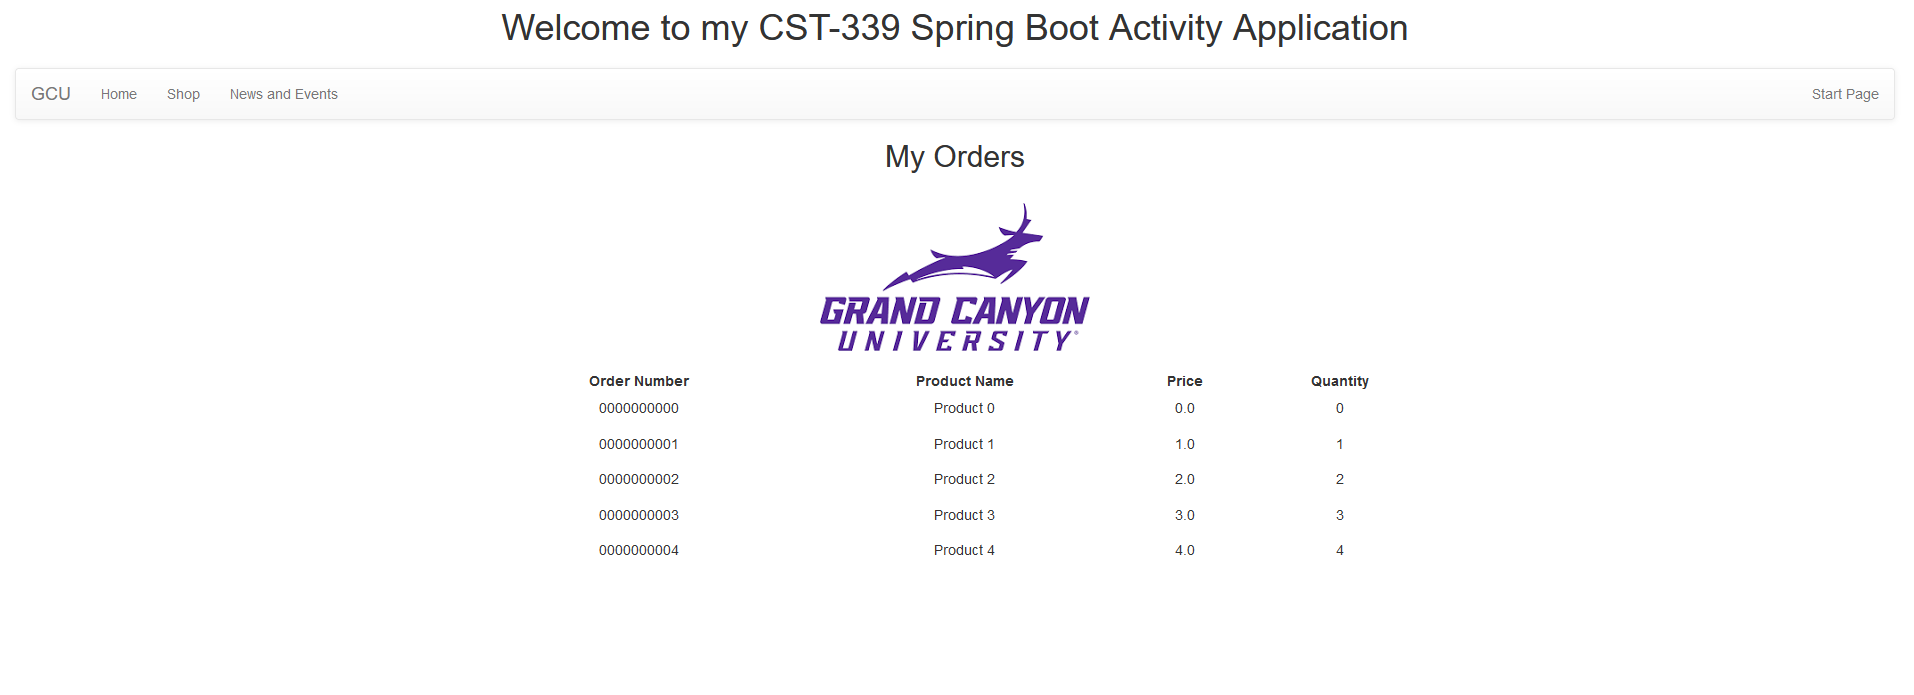 Welcome to my CST-339 Spring Boot Activity Application
GCU Home Shop News and Events Start Page
My Orders
GRAND CANYON
UNIVERSITY®
Order Number Product Name Price Quantity
0000000000 Product 0 0.0 0
0000000001 Product 1 1.0 1
0000000002 Product 2 2.0 2
0000000003 Product 3 3.0 3
0000000004 Product 4 4.0 4